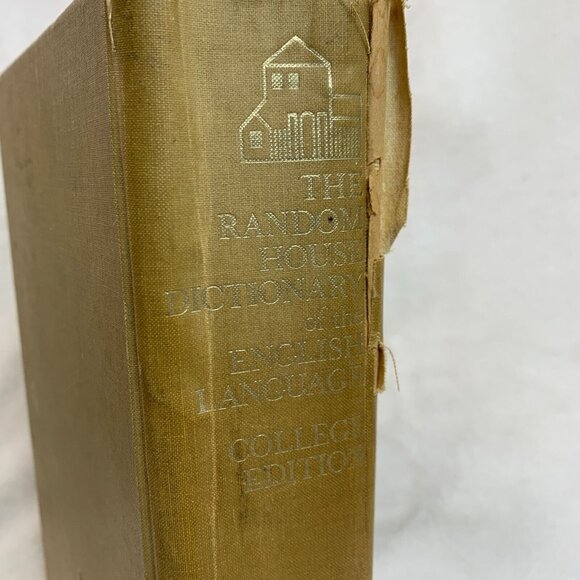 THE
RANDOM
HOUSE
DICTIONARY
of the
ENGLISH
LANGUAGE
COLLEGE
EDITION